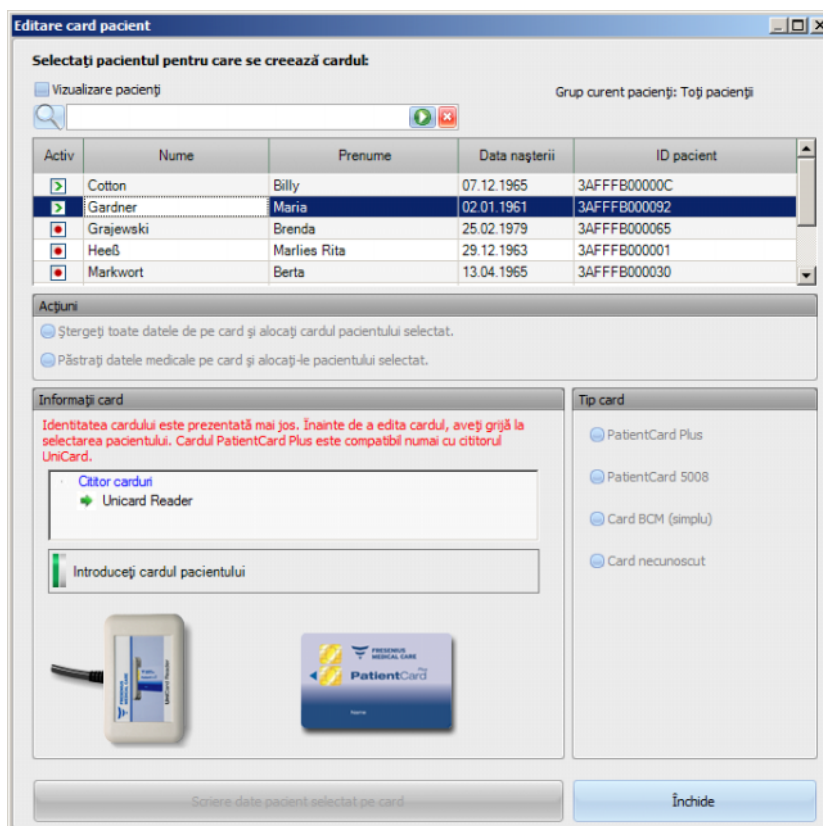 Editare card pacient
Selectați pacientul pentru care se creează cardul:
Vizualizare pacienți
Grup curent pacienți: Toți pacienții
Activ Nume Prenume Data nașterii ID pacient
Cotton Billy 07.12.1965 3AFFFB00000C
Gardner Maria 02.01.1961 3AFFFB000092
Grajewski Brenda 25.02.1979 3AFFFB000065
Heeß Marlies Rita 29.12.1963 3AFFFB000001
Markwort Berta 13.04.1965 3AFFFB000030
Acțiuni
Ștergeți toate datele de pe card și alocați cardul pacientului selectat.
Păstrați datele medicale pe card și alocați-le pacientului selectat.
Informații card
Identitatea cardului este prezentată mai jos. Înainte de a edita cardul, aveți grijă la
selectarea pacientului. Cardul PatientCard Plus este compatibil numai cu cititorul
UniCard.
Cititor carduri
Unicard Reader
Introduceți cardul pacientului
FRESENIUS
MEDICAL CARE
UniCard Reader
FRESENIUS
MEDICAL CARE
Plus
PatientCard
Name
Tip card
PatientCard Plus
PatientCard 5008
Card BCM (simplu)
Card necunoscut
Scriere date pacient selectat pe card
Închide